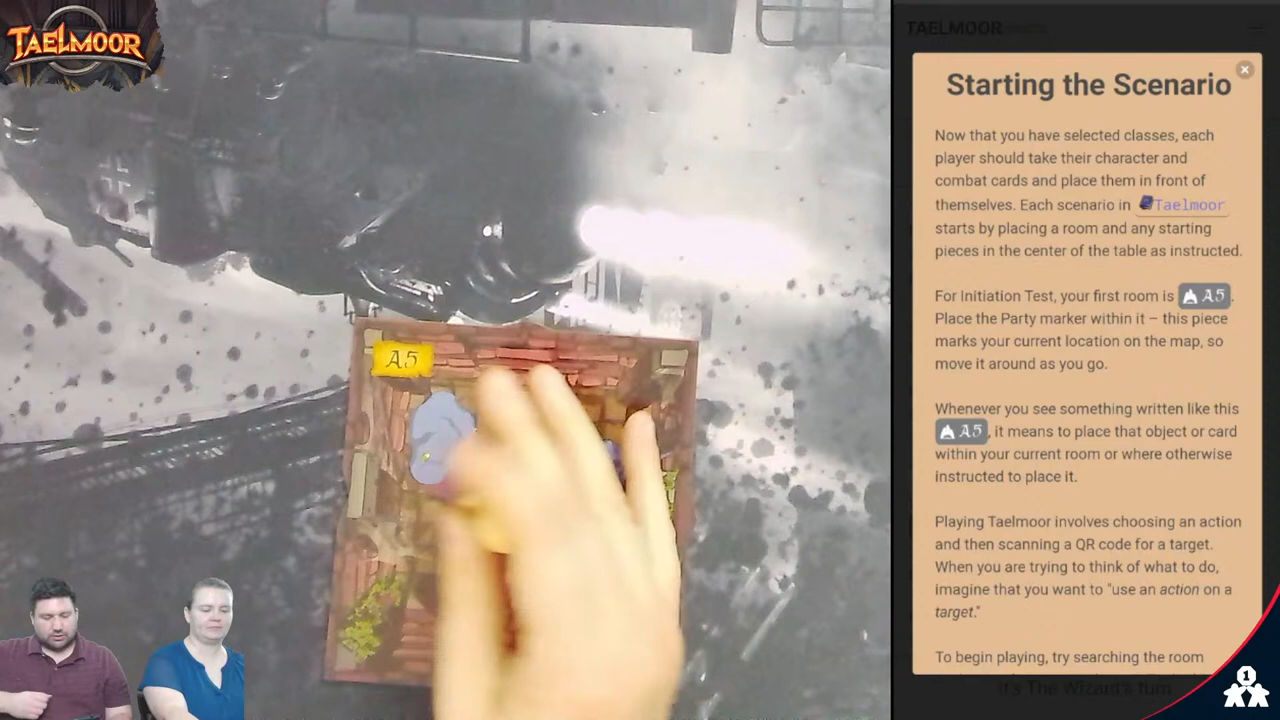 TAELMOOR
TAELMOOR
Starting the Scenario
Now that you have selected classes, each
player should take their character and
combat cards and place them in front of
themselves. Each scenario in Taelmoor
starts by placing a room and any starting
pieces in the center of the table as instructed.
For Initiation Test, your first room is A5.
Place the Party marker within it – this piece
marks your current location on the map, so
move it around as you go.
Whenever you see something written like this
A5, it means to place that object or card
within your current room or where otherwise
instructed to place it.
Playing Taelmoor involves choosing an action
and then scanning a QR code for a target.
When you are trying to think of what to do,
imagine that you want to "use an action on a
target."
To begin playing, try searching the room
It's The Wizard's turn
A5
1